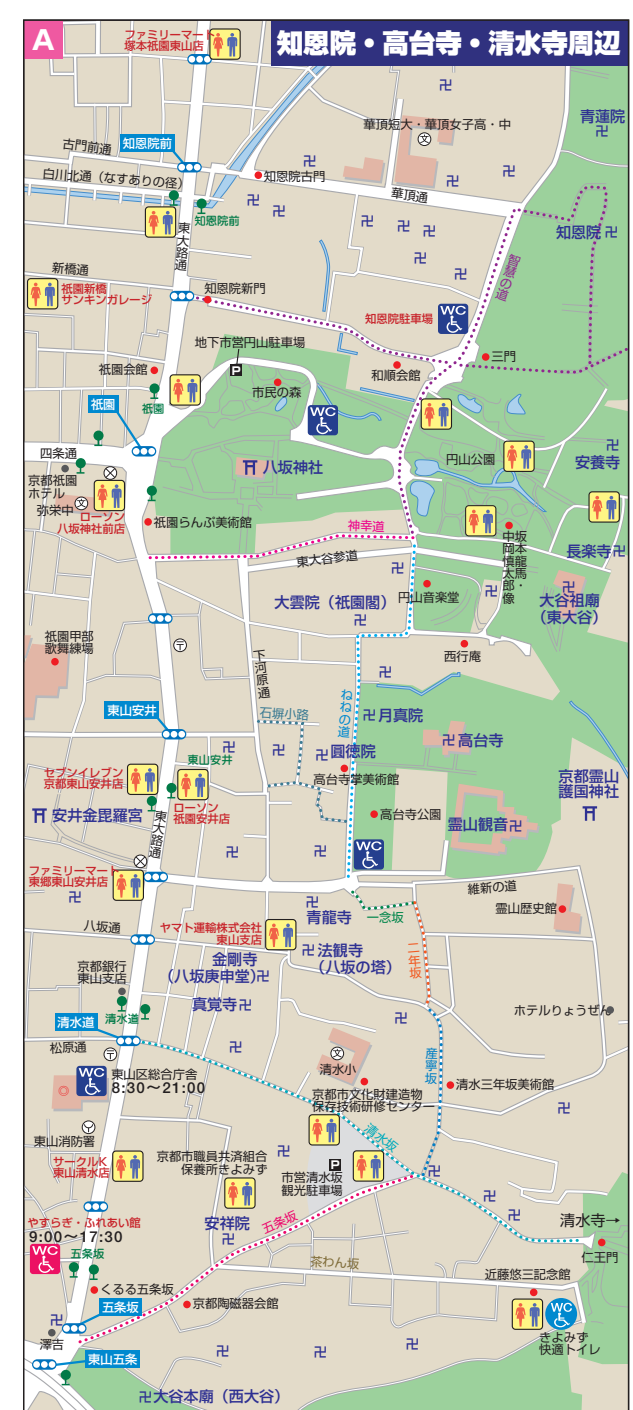 A
知恩院・高台寺・清水寺周辺
ファミリーマート
塚本祇園東山店
青蓮院
華頂短大・華頂女子高・中
文
古門前通
知恩院前
白川北通（なすありの径）
知恩院古門
華頂通
知恩院前
東大路通
知恩院
新橋通
祇園新橋
サンキンガレージ
知恩院新門
智慧の道
知恩院駐車場
WC
地下市営円山駐車場
P
三門
祇園会館
和順会館
市民の森
祇園
祇園
WC
四条通
円山公園
安養寺
京都祇園
ホテル
八坂神社
弥栄中
文
ローソン
八坂神社前店
祇園らんぶ美術館
神幸道
坂本龍馬・
中岡慎太郎像
長楽寺
東大谷参道
大雲院（祇園閣）
円山音楽堂
大谷祖廟
（東大谷）
祇園甲部
歌舞練場
西行庵
下河原通
ねねの道
石塀小路
月真院
東山安井
高台寺
東山安井
圓徳院
セブンイレブン
京都東山安井店
高台寺掌美術館
京都霊山
護国神社
ローソン
祇園安井店
安井金毘羅宮
高台寺公園
霊山観音
東大路通
WC
ファミリーマート
東郷東山安井店
維新の道
青龍寺
一念坂
霊山歴史館
八坂通
ヤマト運輸株式会社
東山支店
法観寺
（八坂の塔）
二年坂
金剛寺
（八坂庚申堂）
京都銀行
東山支店
真覚寺
ホテルりょうぜん
清水道
清水道
松原通
文
清水小
産寧坂
WC
東山区総合庁舎
8:30〜21:00
清水三年坂美術館
京都市文化財建造物
保存技術研修センター
清水坂
東山消防署
サークルK
東山清水店
京都市職員共済組合
保養所きよみず
P
市営清水坂
観光駐車場
安祥院
五条坂
やすらぎ・ふれあい館
9:00〜17:30
WC
五条坂
清水寺→
仁王門
茶わん坂
近藤悠三記念館
くるる五条坂
京都陶磁器会館
五条坂
WC
きよみず
快適トイレ
澤吉
東山五条
大谷本廟（西大谷）